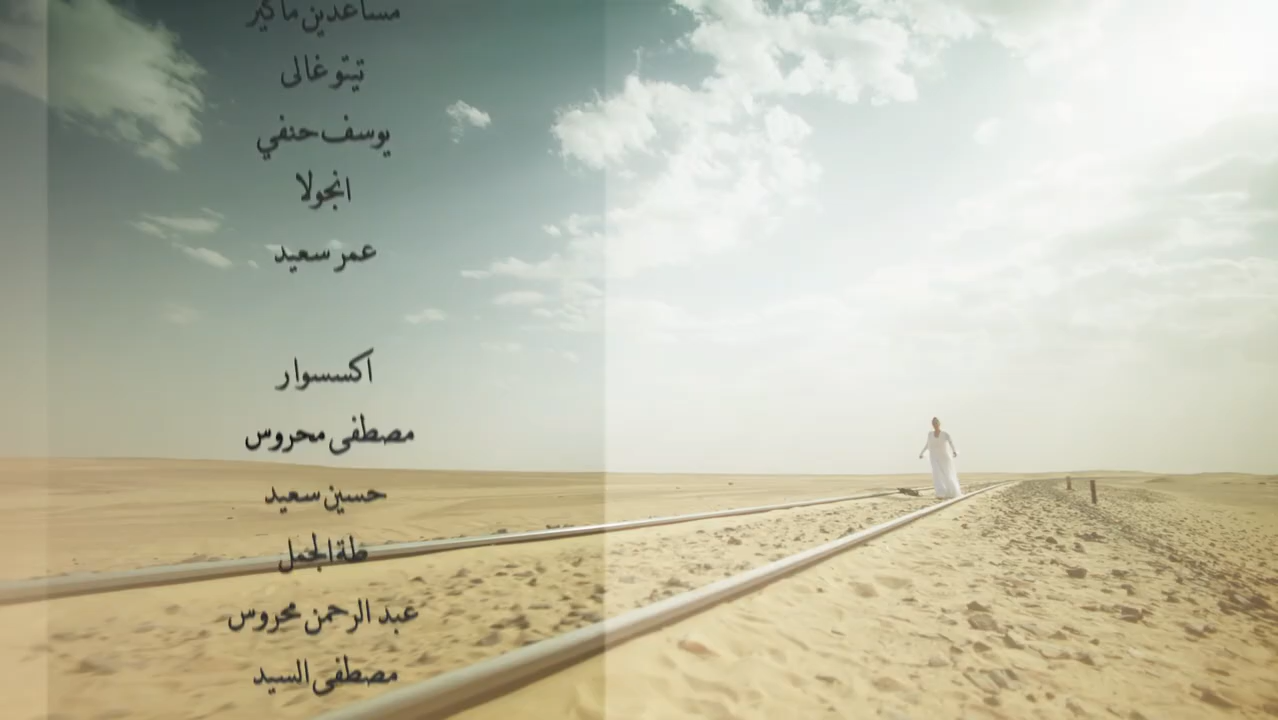 مساعدين ماكير
تيتو غالى
يوسف حنفي
انجولا
عمر سعيد
اكسسوار
مصطفى محروس
حسين سعيد
طة الجمل
عبد الرحمن محروس
مصطفى السيد